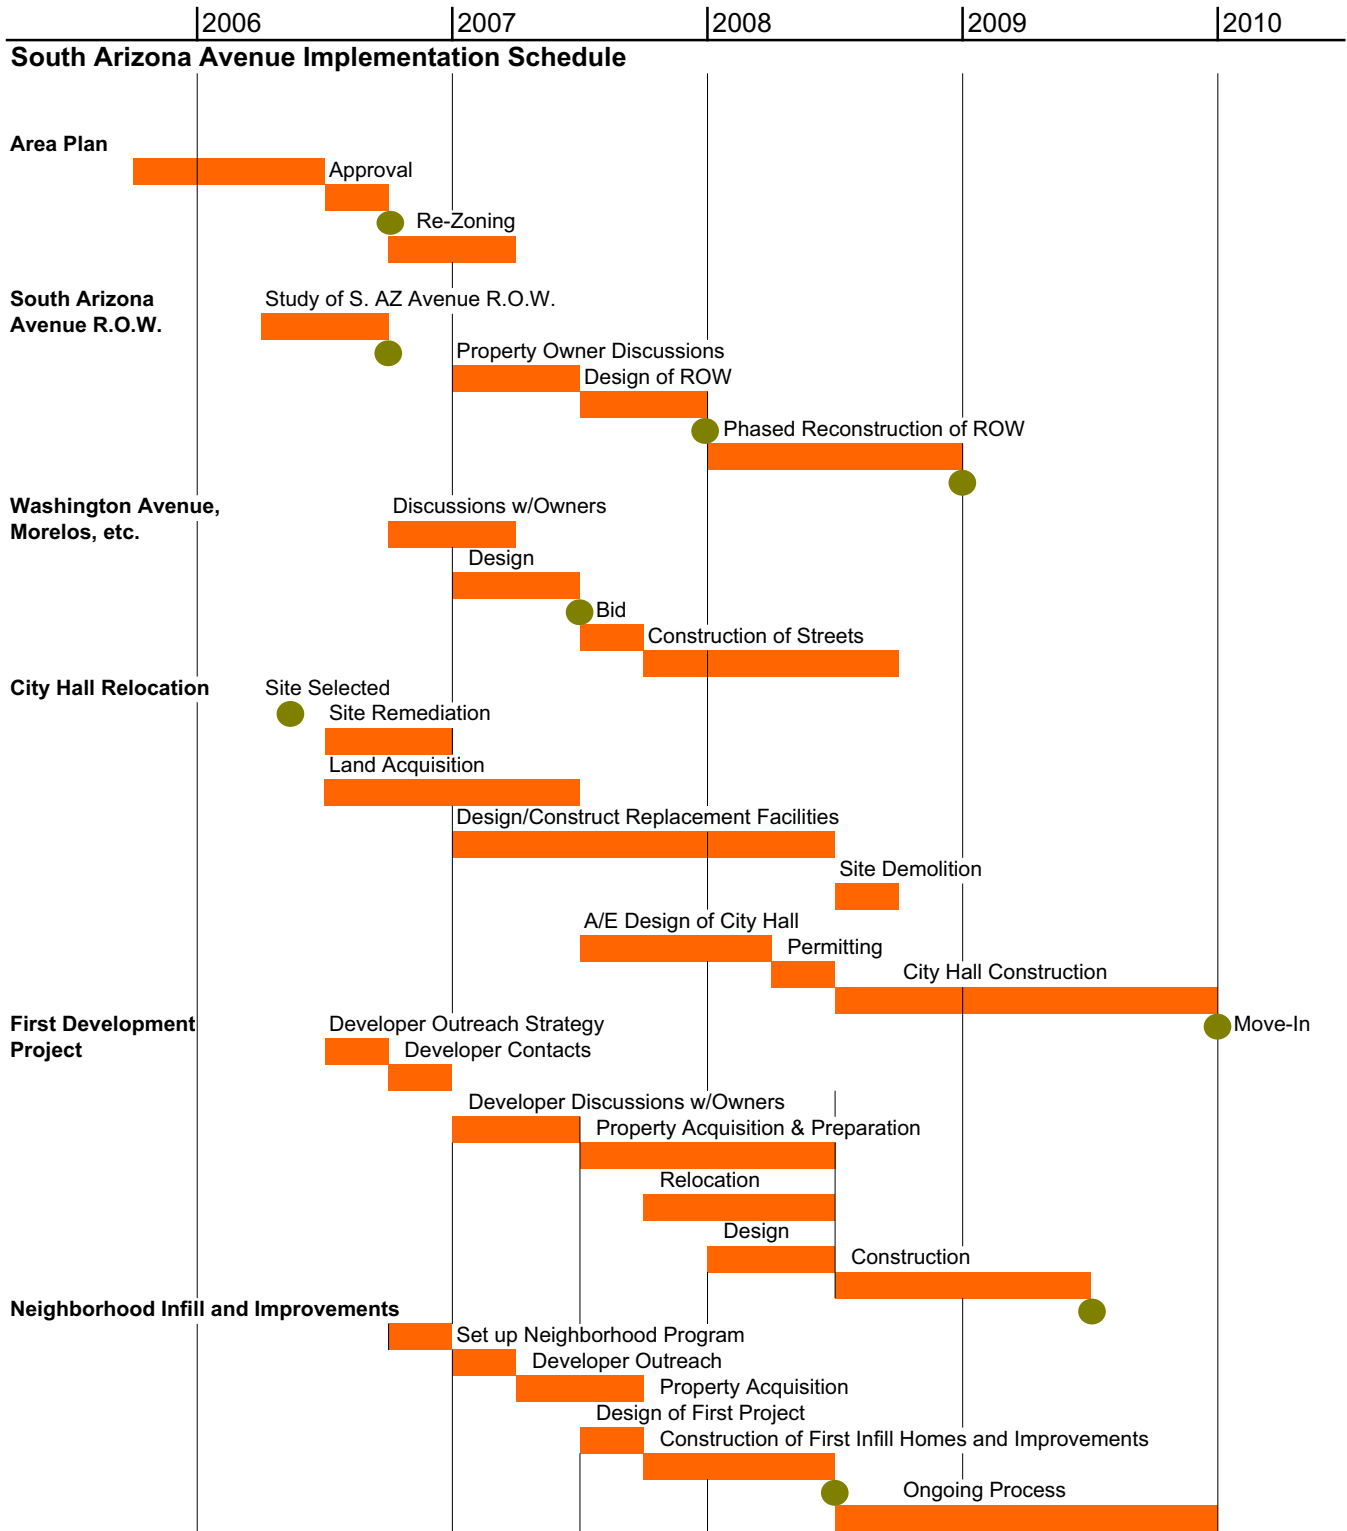 2006 2007 2008 2009 2010
South Arizona Avenue Implementation Schedule
Area Plan
Approval
Re-Zoning
South Arizona
Avenue R.O.W.
Study of S. AZ Avenue R.O.W.
Property Owner Discussions
Design of ROW
Phased Reconstruction of ROW
Washington Avenue,
Morelos, etc.
Discussions w/Owners
Design
Bid
Construction of Streets
City Hall Relocation
Site Selected
Site Remediation
Land Acquisition
Design/Construct Replacement Facilities
Site Demolition
A/E Design of City Hall
Permitting
City Hall Construction
Move-In
First Development
Project
Developer Outreach Strategy
Developer Contacts
Developer Discussions w/Owners
Property Acquisition & Preparation
Relocation
Design
Construction
Neighborhood Infill and Improvements
Set up Neighborhood Program
Developer Outreach
Property Acquisition
Design of First Project
Construction of First Infill Homes and Improvements
Ongoing Process